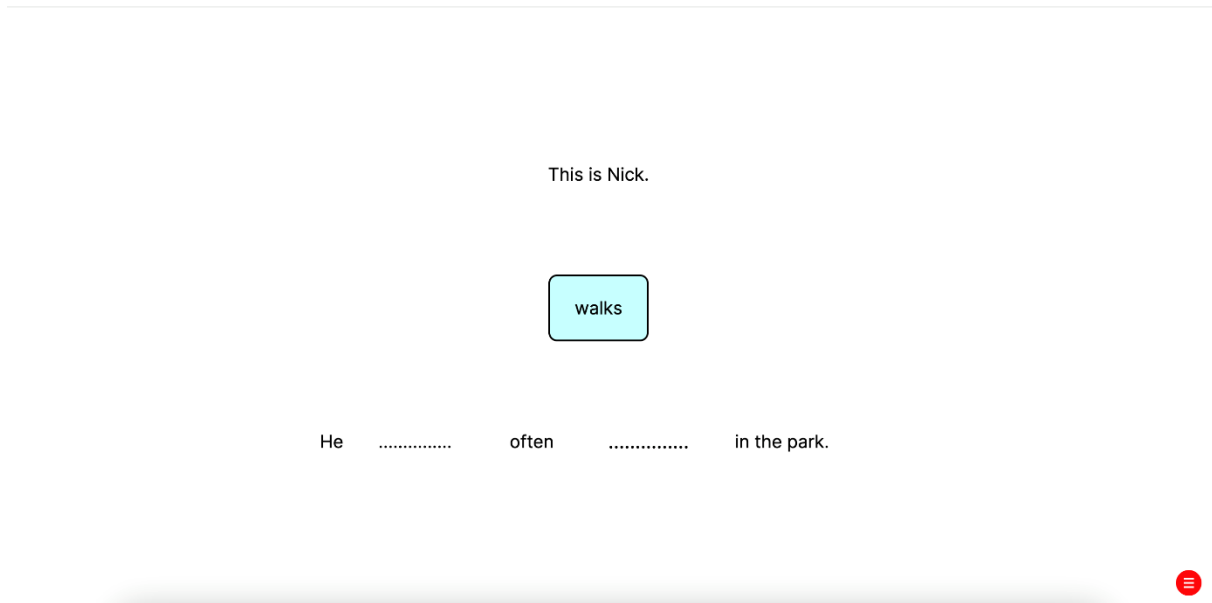 This is Nick.
walks
He ............... often ............... in the park.